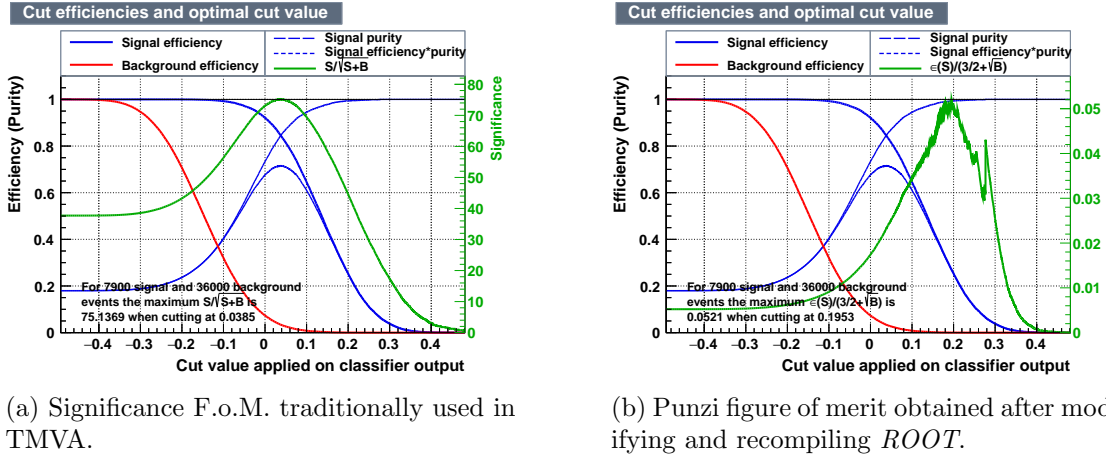 Cut efficiencies and optimal cut value
Signal efficiency
Background efficiency
Signal purity
Signal efficiency*purity
S/√S+B
Efficiency (Purity)
1
0.8
0.6
0.4
0.2
0
80
70
60
50
40
30
20
10
0
Significance
For 7900 signal and 36000 background
events the maximum S/√S+B is
75.1369 when cutting at 0.0385
−0.4 −0.3 −0.2 −0.1 0 0.1 0.2 0.3 0.4
Cut value applied on classifier output
(a) Significance F.o.M. traditionally used in
TMVA.
Cut efficiencies and optimal cut value
Signal efficiency
Background efficiency
Signal purity
Signal efficiency*purity
∈(S)/(3/2+√B)
Efficiency (Purity)
1
0.8
0.6
0.4
0.2
0
0.05
0.04
0.03
0.02
0.01
0
For 7900 signal and 36000 background
events the maximum ∈(S)/(3/2+√B) is
0.0521 when cutting at 0.1953
−0.4 −0.3 −0.2 −0.1 0 0.1 0.2 0.3 0.4
Cut value applied on classifier output
(b) Punzi figure of merit obtained after mod
ifying and recompiling ROOT.